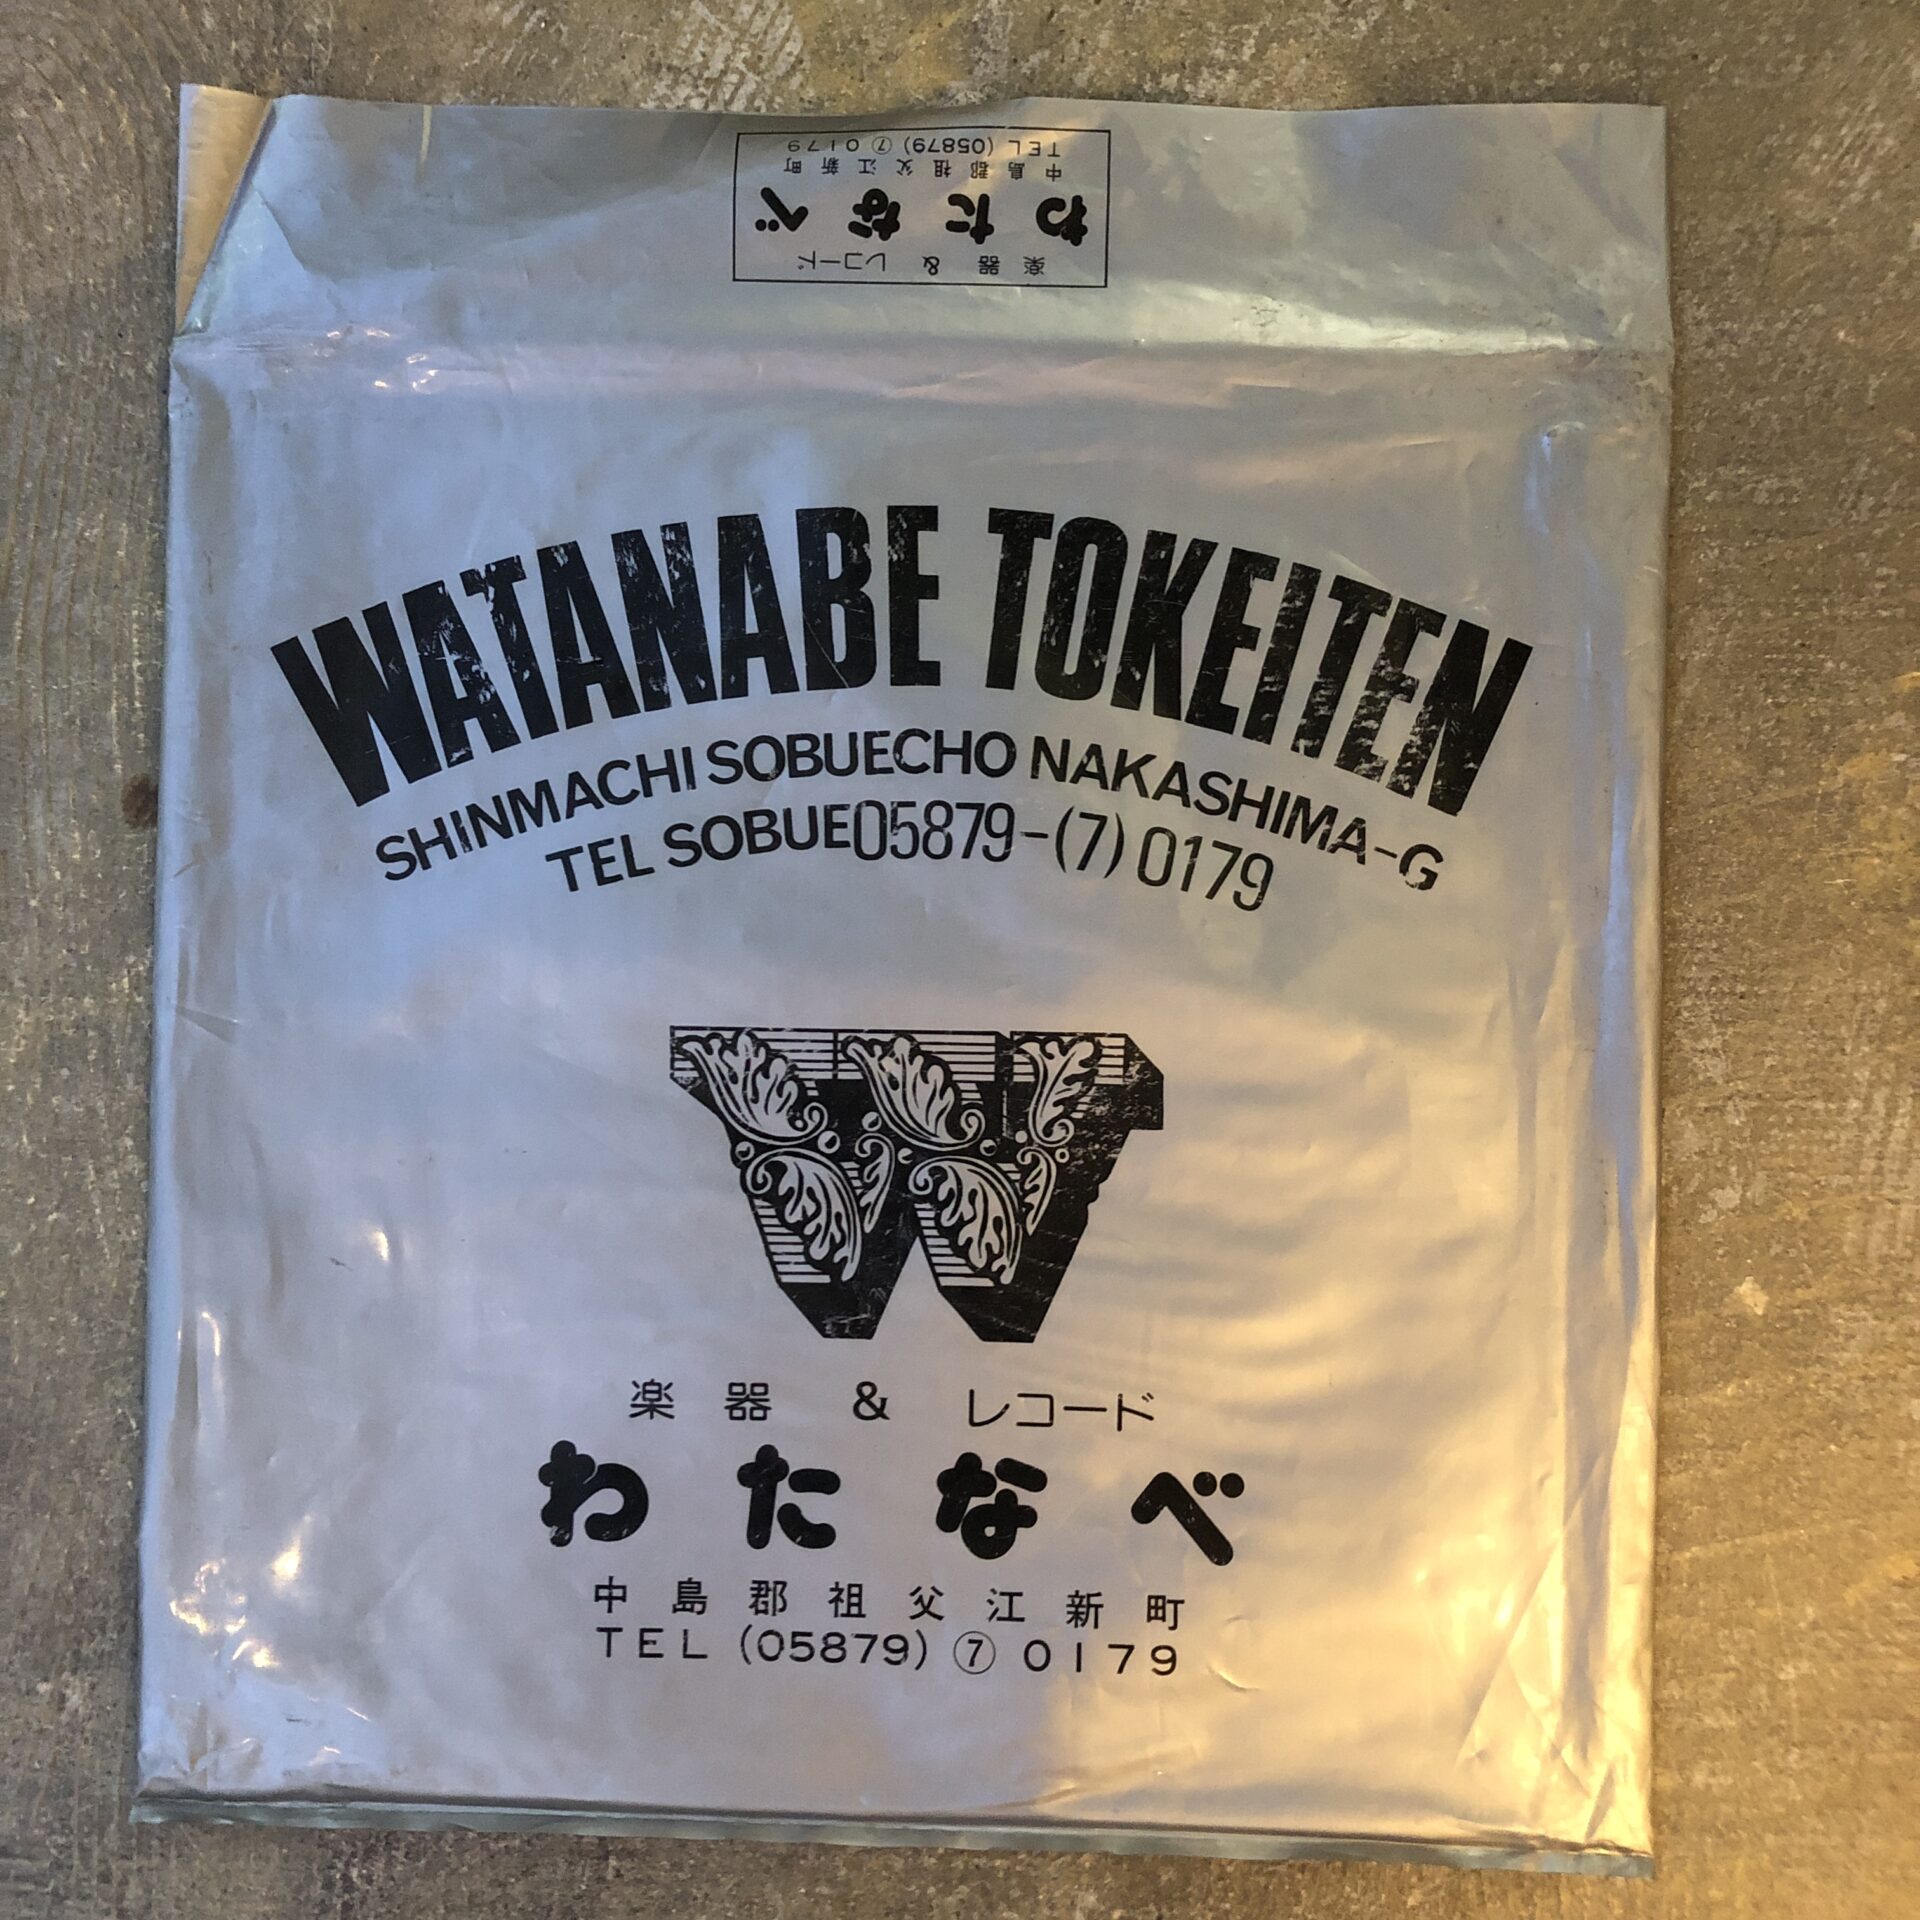 TEL (05879) ⑦ 0179
中島郡祖父江新町
わたなべ
楽器 & レコード
WATANABE TOKEITEN
SHINMACHI SOBUECHO NAKASHIMA-G
TEL SOBUE05879-(7)0179
W
楽器 & レコード
わたなべ
中島郡祖父江新町
TEL (05879) ⑦ 0179